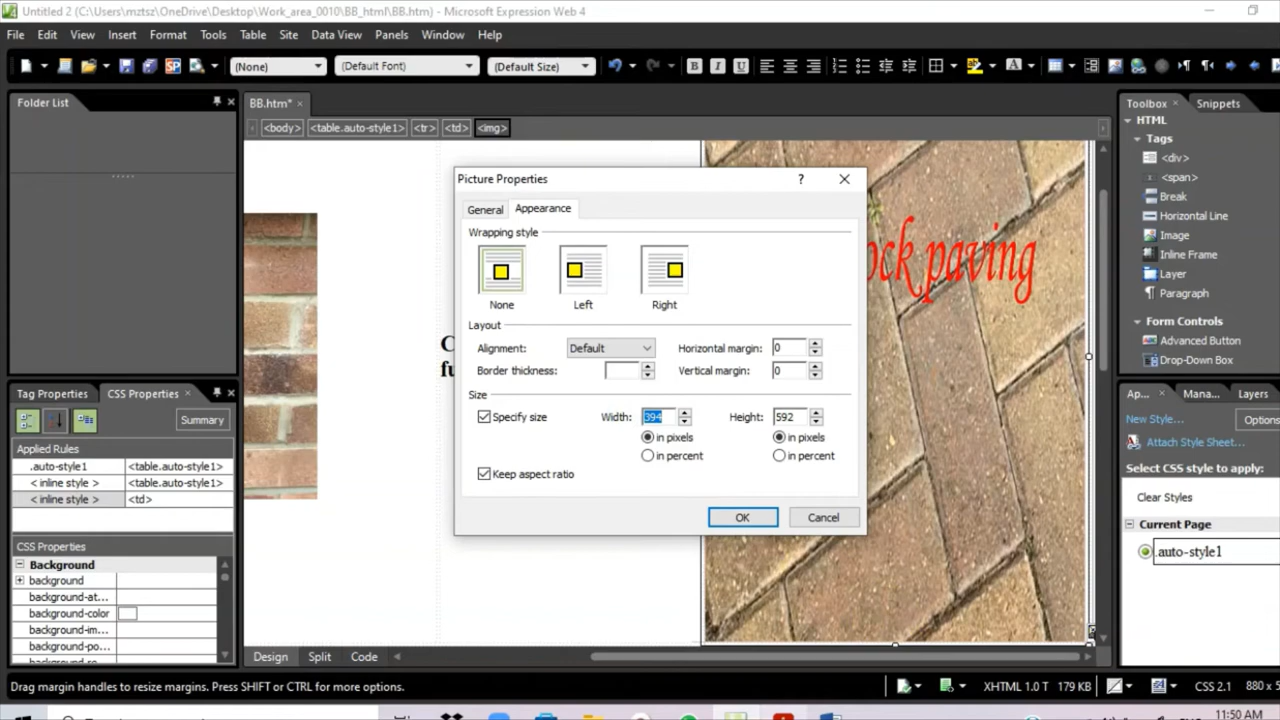 Untitled 2 (C:\Users\mztsz\OneDrive\Desktop\Work_area_0010\BB_html\BB.htm) - Microsoft Expression Web 4
File Edit View Insert Format Tools Table Site Data View Panels Window Help
(None) (Default Font) (Default Size) B I U A
Folder List
BB.htm*
<body> <table.auto-style1> <tr> <td> <img>
Toolbox Snippets
HTML
Tags
<div>
<span>
Break
Horizontal Line
Image
Inline Frame
Layer
Paragraph
Form Controls
Advanced Button
Drop-Down Box
Picture Properties ?
General Appearance
Wrapping style
None Left Right
Layout
Alignment: Default Horizontal margin: 0
Border thickness: Vertical margin: 0
Size
Specify size Width: 394 Height: 592
in pixels in pixels
in percent in percent
Keep aspect ratio
OK Cancel
ock paving
C
fu
Tag Properties CSS Properties
Summary
Applied Rules
.auto-style1 <table.auto-style1>
< inline style > <table.auto-style1>
< inline style > <td>
CSS Properties
Background
background
background-at...
background-color
background-im...
background-po...
Ap... Mana... Layers
New Style... Options
Attach Style Sheet...
Select CSS style to apply:
Clear Styles
Current Page
.auto-style1
Design Split Code
Drag margin handles to resize margins. Press SHIFT or CTRL for more options.
XHTML 1.0 T 179 KB CSS 2.1 880 x 5
11:50 AM